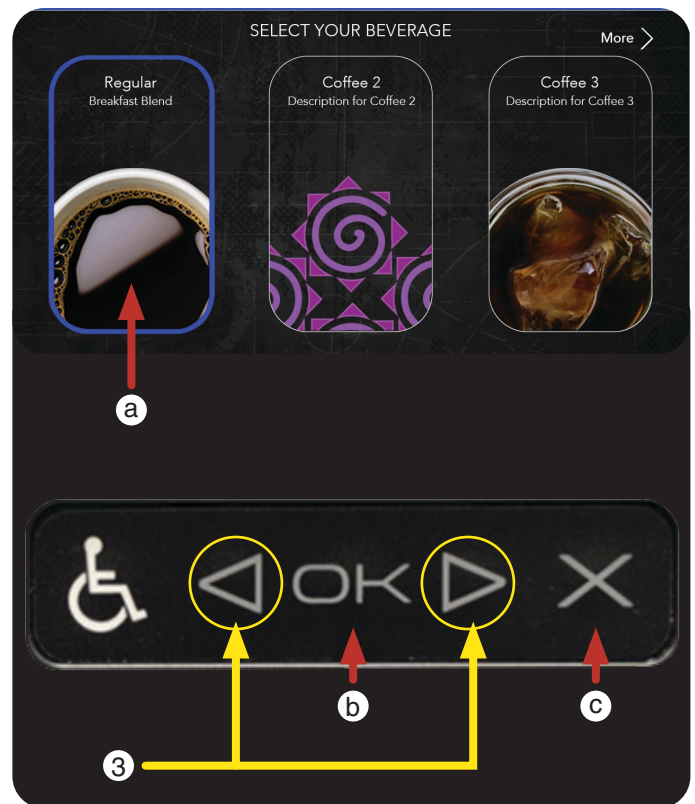 SELECT YOUR BEVERAGE
More
Regular
Breakfast Blend
Coffee 2
Description for Coffee 2
Coffee 3
Description for Coffee 3
a
OK
X
b
c
3